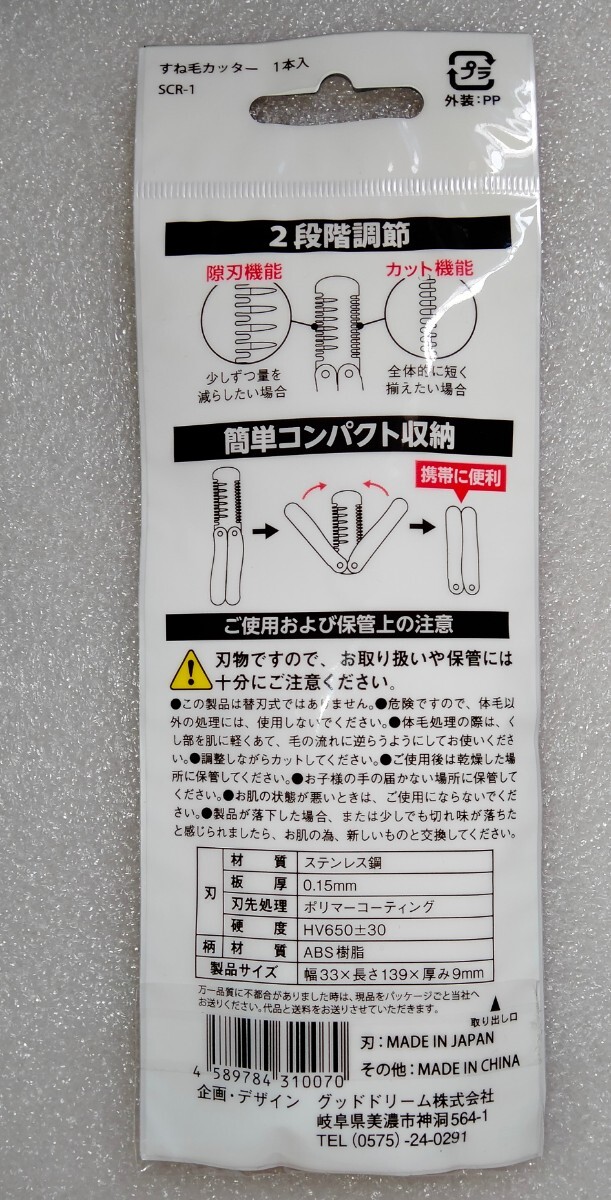 すね毛カッター　1本入
SCR-1
プラ
外装：PP
2段階調節
隙刃機能
カット機能
少しずつ量を
減らしたい場合
全体的に短く
揃えたい場合
簡単コンパクト収納
携帯に便利
ご使用および保管上の注意
刃物ですので、お取り扱いや保管には
十分にご注意ください。
●この製品は替刃式ではありません。●危険ですので、体毛以
外の処理には、使用しないでください。●体毛処理の際は、く
し部を肌に軽くあて、毛の流れに逆らうようにしてお使いくださ
い。●調整しながらカットしてください。●ご使用後は乾燥した場
所に保管してください。●お子様の手の届かない場所に保管して
ください。●お肌の状態が悪いときは、ご使用にならないでくだ
さい。●製品が落下した場合、または少しでも切れ味が落ちた
と感じられましたら、お肌の為、新しいものと交換してください。
刃 材質 ステンレス鋼
板厚 0.15mm
刃先処理 ポリマーコーティング
硬度 HV650±30
柄 材質 ABS樹脂
製品サイズ 幅33×長さ139×厚み9mm
万一品質に不都合がありました時は、現品をパッケージごと当社へ
お送りください。代品と送料をお送りさせていただきます。
取り出し口
刃：MADE IN JAPAN
その他：MADE IN CHINA
4 589784 310070
企画・デザイン　グッドドリーム株式会社
岐阜県美濃市神洞564-1
TEL（0575）-24-0291